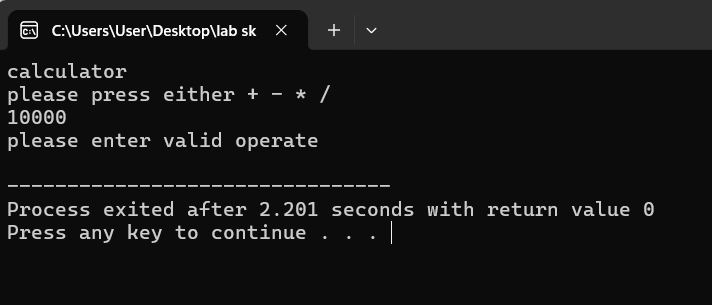 C:\Users\User\Desktop\lab sk
calculator
please press either + - * /
10000
please enter valid operate
--------------------------------
Process exited after 2.201 seconds with return value 0
Press any key to continue . . .